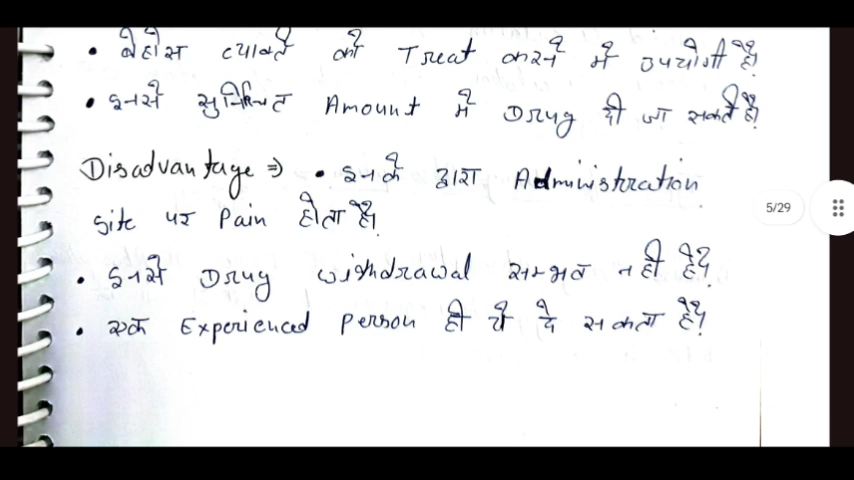 • बेहोस व्यक्ति को Treat करने में उपयोगी है।
• इनसे सुनिश्चित Amount में Drug दी जा सकती है।
Disadvantage ⇒ • इनके द्वारा Administration
site पर Pain होता है।
• इनसे Drug withdrawal सम्भव नही है।
• एक Experienced person ही ये दे सकता है।
5/29